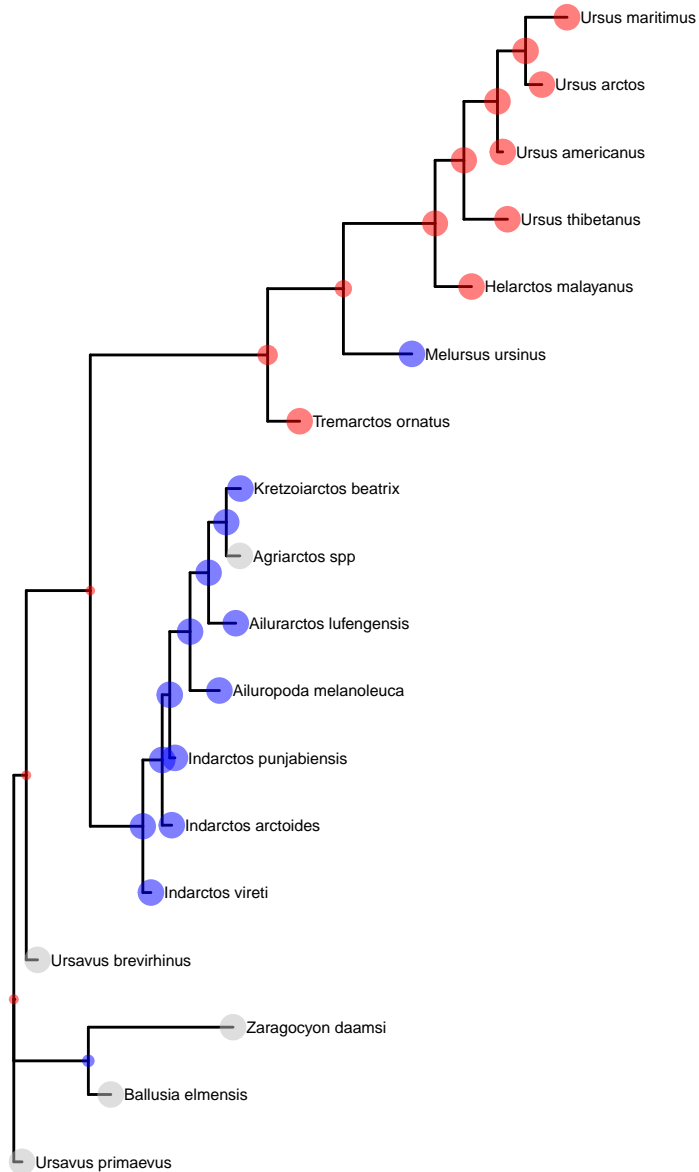 Ursus maritimus
Ursus arctos
Ursus americanus
Ursus thibetanus
Helarctos malayanus
Melursus ursinus
Tremarctos ornatus
Kretzoiarctos beatrix
Agriarctos spp
Ailurarctos lufengensis
Ailuropoda melanoleuca
Indarctos punjabiensis
Indarctos arctoides
Indarctos vireti
Ursavus brevirhinus
Zaragocyon daamsi
Ballusia elmensis
Ursavus primaevus